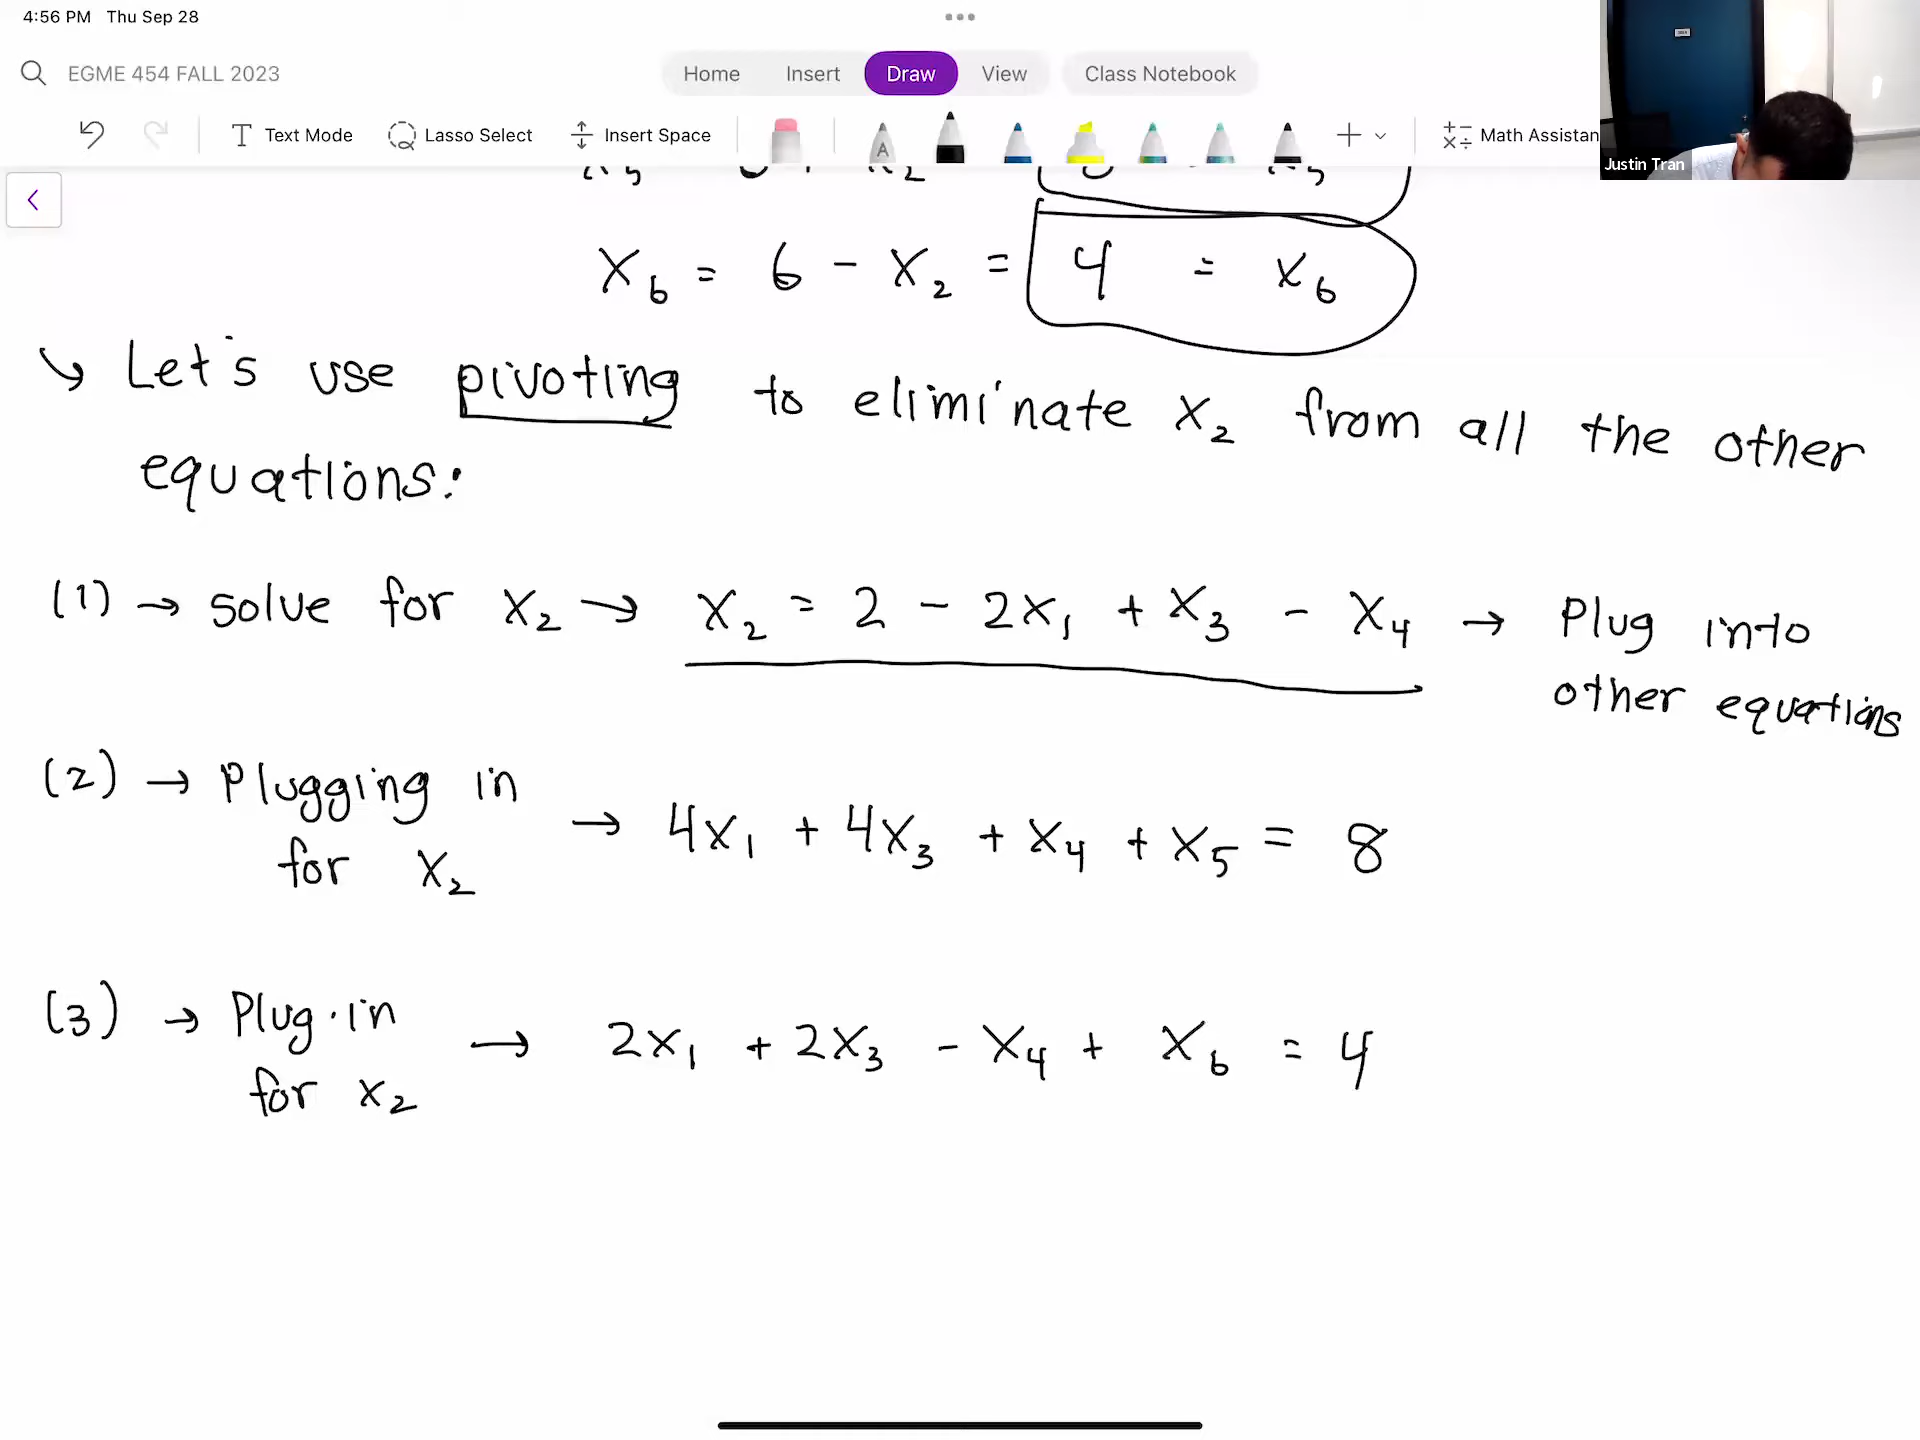 4:56 PM Thu Sep 28
EGME 454 FALL 2023
Home Insert Draw View Class Notebook
Text Mode Lasso Select Insert Space A Math Assistan
Justin Tran
x₆ = 6 - x₂ = 4 = x₆
↳ Let's use pivoting to eliminate x₂ from all the other
equations:
(1) → solve for x₂ → x₂ = 2 - 2x₁ + x₃ - x₄ → Plug into
other equations
(2) → Plugging in
for x₂ → 4x₁ + 4x₃ + x₄ + x₅ = 8
(3) → Plug in
for x₂ → 2x₁ + 2x₃ - x₄ + x₆ = 4